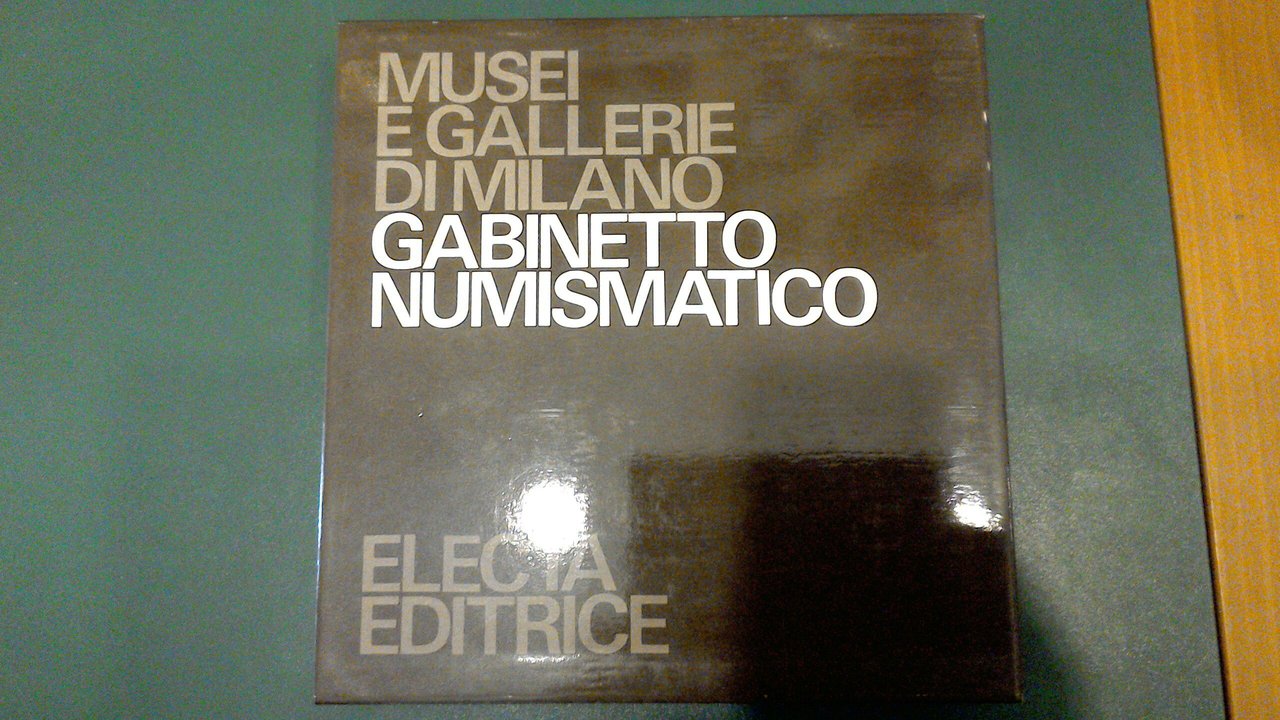 MUSEI
E GALLERIE
DI MILANO
GABINETTO
NUMISMATICO
ELECTA
EDITRICE